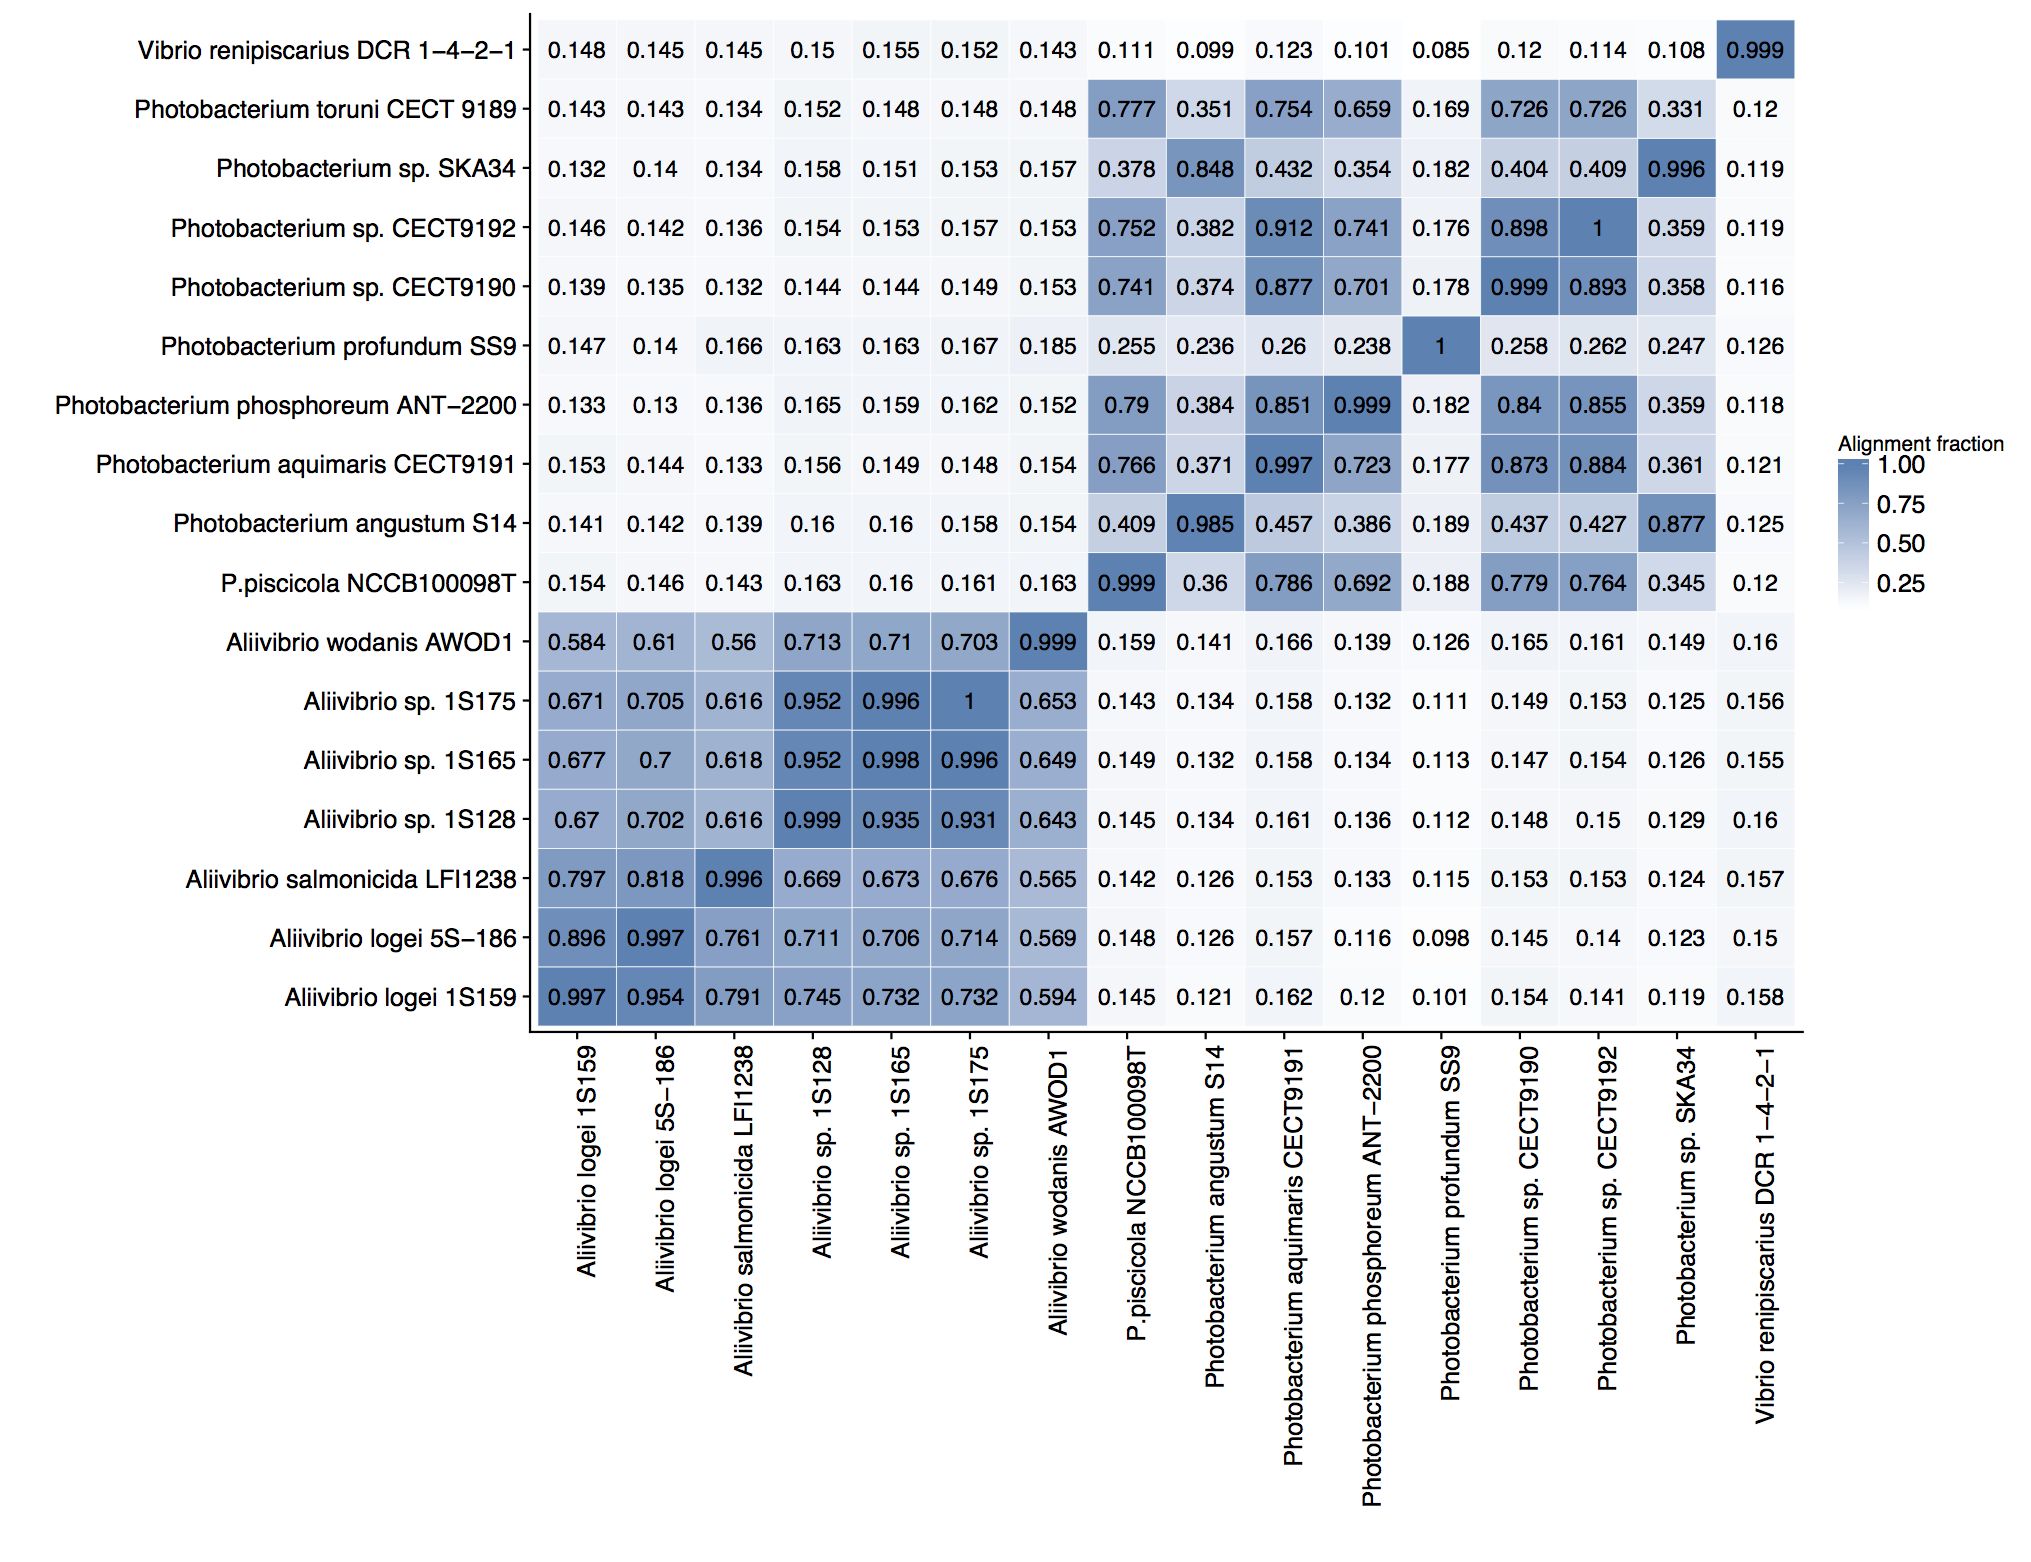 Vibrio renipiscarius DCR 1−4−2−1 0.148 0.145 0.145 0.15 0.155 0.152 0.143 0.111 0.099 0.123 0.101 0.085 0.12 0.114 0.108 0.999
Photobacterium toruni CECT 9189 0.143 0.143 0.134 0.152 0.148 0.148 0.148 0.777 0.351 0.754 0.659 0.169 0.726 0.726 0.331 0.12
Photobacterium sp. SKA34 0.132 0.14 0.134 0.158 0.151 0.153 0.157 0.378 0.848 0.432 0.354 0.182 0.404 0.409 0.996 0.119
Photobacterium sp. CECT9192 0.146 0.142 0.136 0.154 0.153 0.157 0.153 0.752 0.382 0.912 0.741 0.176 0.898 1 0.359 0.119
Photobacterium sp. CECT9190 0.139 0.135 0.132 0.144 0.144 0.149 0.153 0.741 0.374 0.877 0.701 0.178 0.999 0.893 0.358 0.116
Photobacterium profundum SS9 0.147 0.14 0.166 0.163 0.163 0.167 0.185 0.255 0.236 0.26 0.238 1 0.258 0.262 0.247 0.126
Photobacterium phosphoreum ANT−2200 0.133 0.13 0.136 0.165 0.159 0.162 0.152 0.79 0.384 0.851 0.999 0.182 0.84 0.855 0.359 0.118
Photobacterium aquimaris CECT9191 0.153 0.144 0.133 0.156 0.149 0.148 0.154 0.766 0.371 0.997 0.723 0.177 0.873 0.884 0.361 0.121
Photobacterium angustum S14 0.141 0.142 0.139 0.16 0.16 0.158 0.154 0.409 0.985 0.457 0.386 0.189 0.437 0.427 0.877 0.125
P.piscicola NCCB100098T 0.154 0.146 0.143 0.163 0.16 0.161 0.163 0.999 0.36 0.786 0.692 0.188 0.779 0.764 0.345 0.12
Aliivibrio wodanis AWOD1 0.584 0.61 0.56 0.713 0.71 0.703 0.999 0.159 0.141 0.166 0.139 0.126 0.165 0.161 0.149 0.16
Aliivibrio sp. 1S175 0.671 0.705 0.616 0.952 0.996 1 0.653 0.143 0.134 0.158 0.132 0.111 0.149 0.153 0.125 0.156
Aliivibrio sp. 1S165 0.677 0.7 0.618 0.952 0.998 0.996 0.649 0.149 0.132 0.158 0.134 0.113 0.147 0.154 0.126 0.155
Aliivibrio sp. 1S128 0.67 0.702 0.616 0.999 0.935 0.931 0.643 0.145 0.134 0.161 0.136 0.112 0.148 0.15 0.129 0.16
Aliivibrio salmonicida LFI1238 0.797 0.818 0.996 0.669 0.673 0.676 0.565 0.142 0.126 0.153 0.133 0.115 0.153 0.153 0.124 0.157
Aliivibrio logei 5S−186 0.896 0.997 0.761 0.711 0.706 0.714 0.569 0.148 0.126 0.157 0.116 0.098 0.145 0.14 0.123 0.15
Aliivibrio logei 1S159 0.997 0.954 0.791 0.745 0.732 0.732 0.594 0.145 0.121 0.162 0.12 0.101 0.154 0.141 0.119 0.158
Aliivibrio logei 1S159
Aliivibrio logei 5S−186
Aliivibrio salmonicida LFI1238
Aliivibrio sp. 1S128
Aliivibrio sp. 1S165
Aliivibrio sp. 1S175
Aliivibrio wodanis AWOD1
P.piscicola NCCB100098T
Photobacterium angustum S14
Photobacterium aquimaris CECT9191
Photobacterium phosphoreum ANT−2200
Photobacterium profundum SS9
Photobacterium sp. CECT9190
Photobacterium sp. CECT9192
Photobacterium sp. SKA34
Vibrio renipiscarius DCR 1−4−2−1
Alignment fraction
1.00
0.75
0.50
0.25